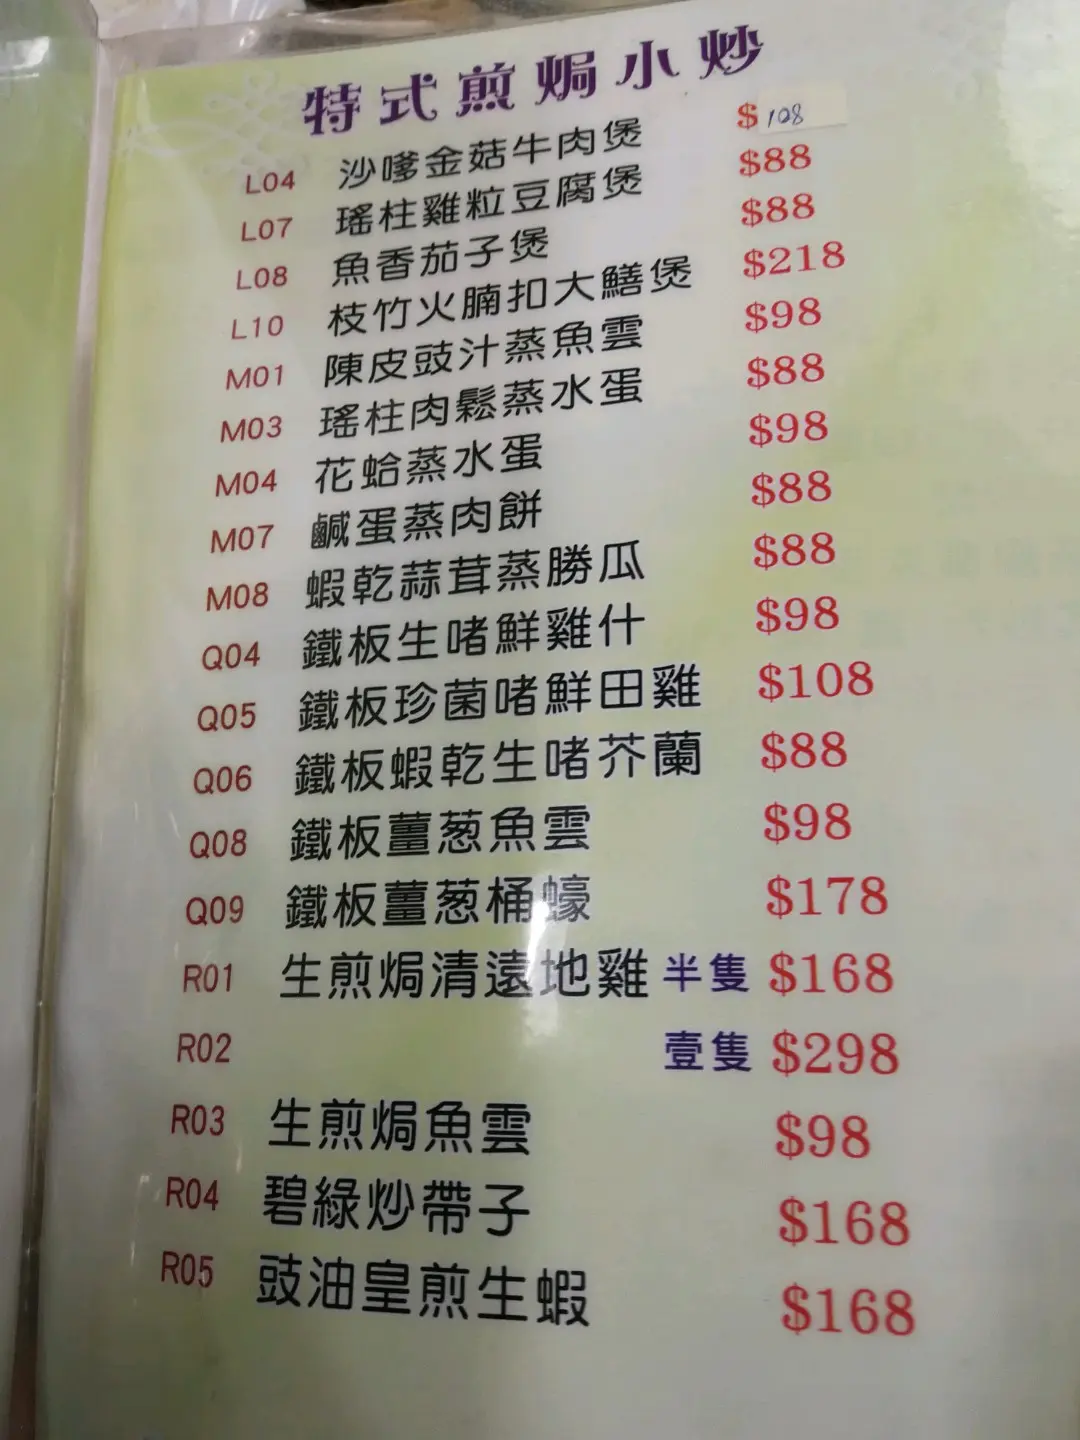 特式煎焗小炒
L04 沙嗲金菇牛肉煲 $108
L07 瑤柱雞粒豆腐煲 $88
L08 魚香茄子煲 $88
L10 枝竹火腩扣大鱔煲 $218
M01 陳皮豉汁蒸魚雲 $98
M03 瑤柱肉鬆蒸水蛋 $88
M04 花蛤蒸水蛋 $98
M07 鹹蛋蒸肉餅 $88
M08 蝦乾蒜茸蒸勝瓜 $88
Q04 鐵板生啫鮮雞什 $98
Q05 鐵板珍菌啫鮮田雞 $108
Q06 鐵板蝦乾生啫芥蘭 $88
Q08 鐵板薑葱魚雲 $98
Q09 鐵板薑葱桶蠔 $178
R01 生煎焗清遠地雞 半隻 $168
R02 壹隻 $298
R03 生煎焗魚雲 $98
R04 碧綠炒帶子 $168
R05 豉油皇煎生蝦 $168